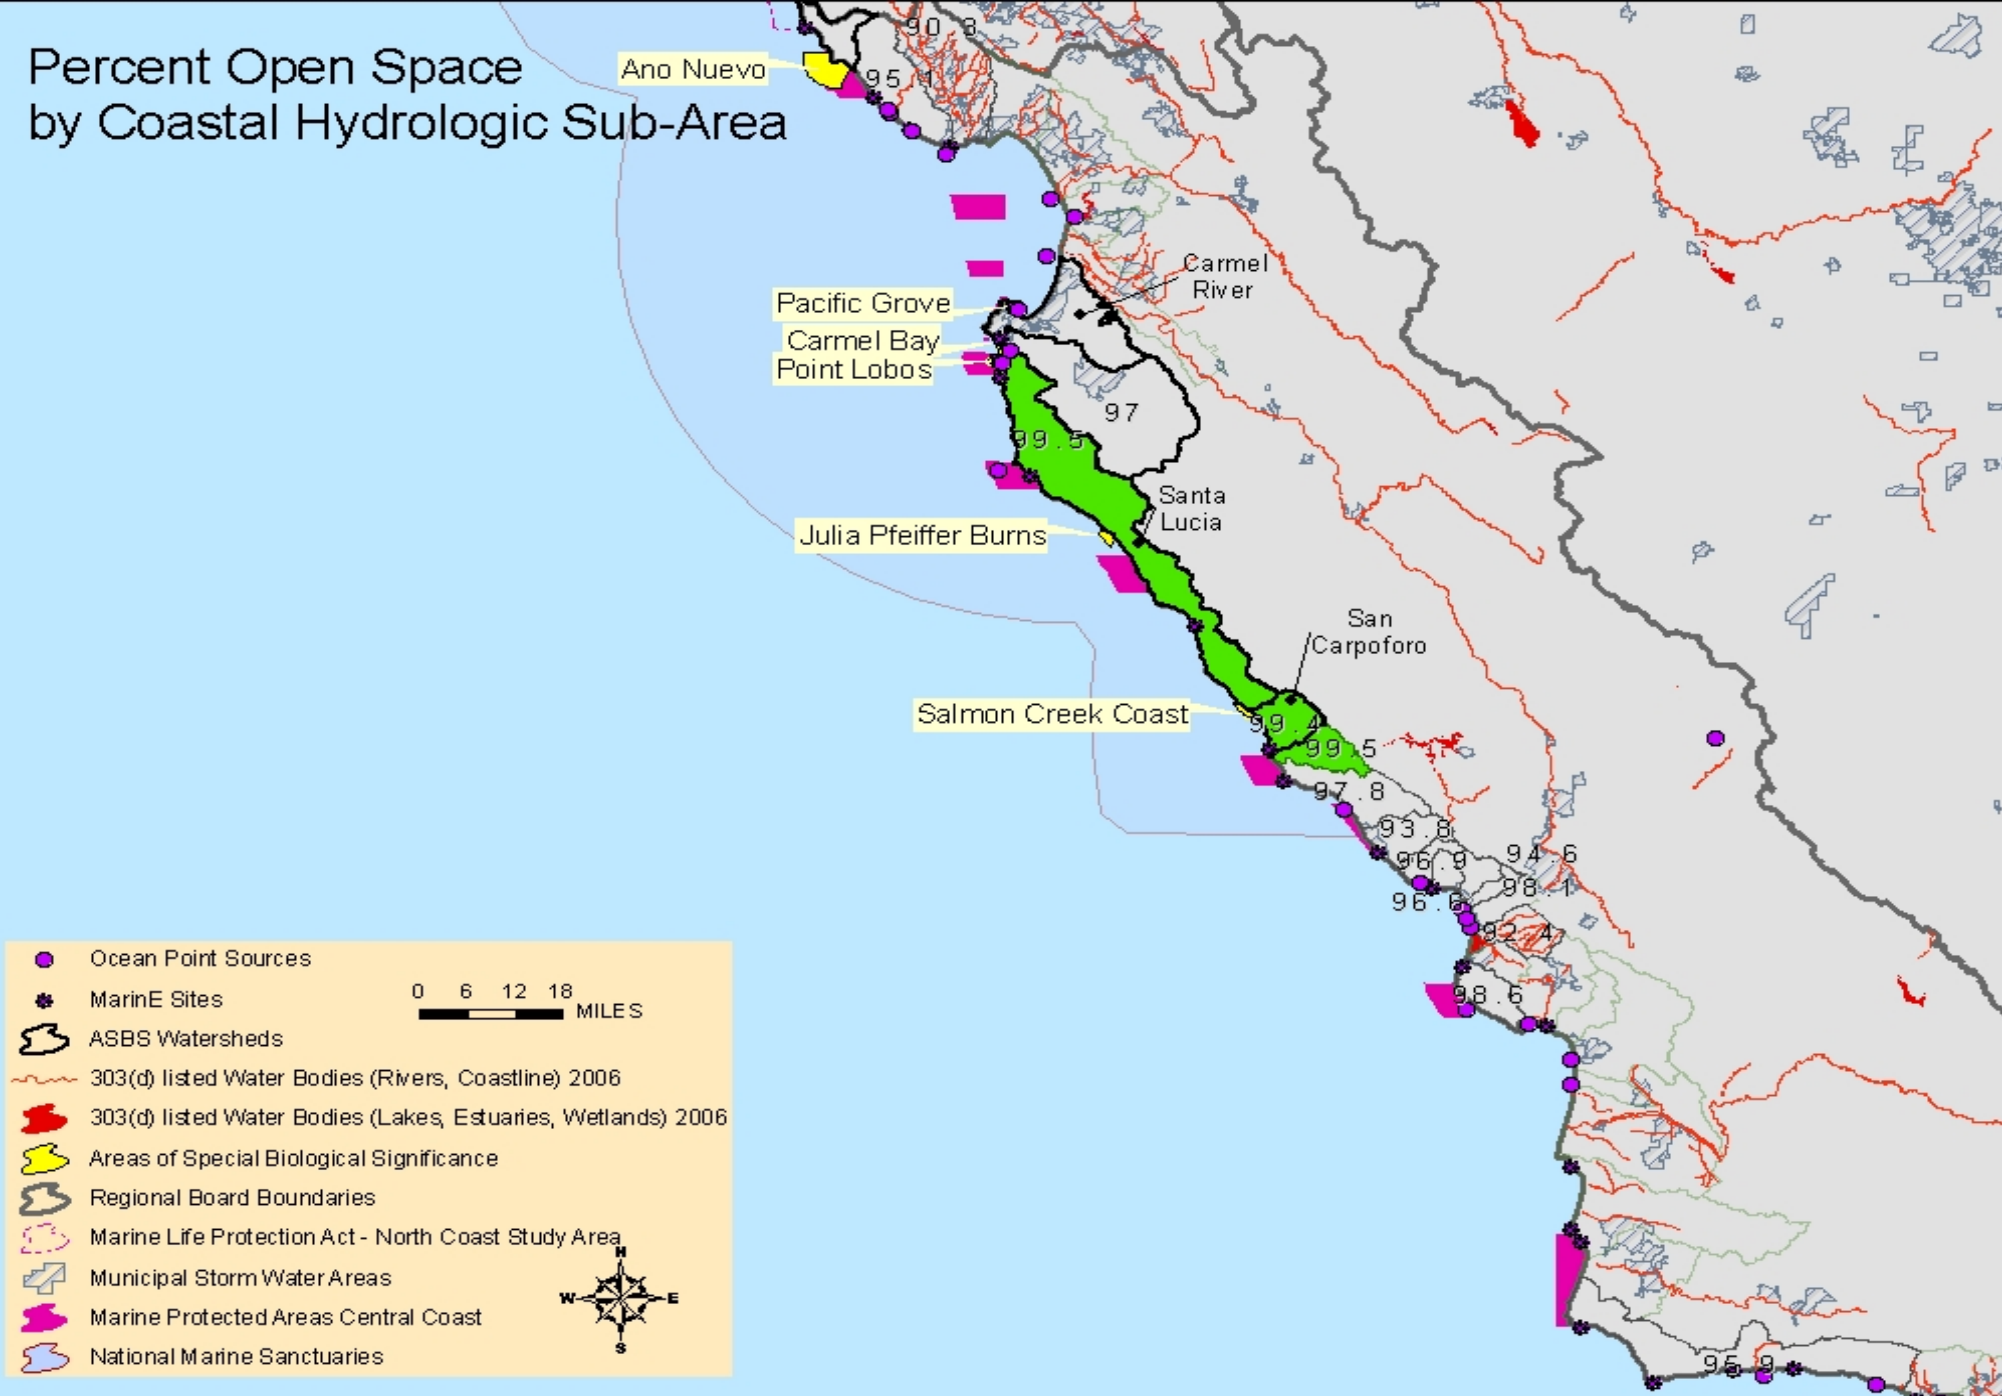 Percent Open Space
by Coastal Hydrologic Sub-Area
90.3
Ano Nuevo
95.1
Carmel
River
Pacific Grove
Carmel Bay
Point Lobos
97
99.5
Santa
Lucia
Julia Pfeiffer Burns
San
Carpoforo
Salmon Creek Coast
99.4
99.5
97.8
93.8
96.9
94.6
98.1
96.6
92.4
98.6
Ocean Point Sources
MarinE Sites
0 6 12 18
MILES
ASBS Watersheds
303(d) listed Water Bodies (Rivers, Coastline) 2006
303(d) listed Water Bodies (Lakes, Estuaries, Wetlands) 2006
Areas of Special Biological Significance
Regional Board Boundaries
Marine Life Protection Act - North Coast Study Area
Municipal Storm Water Areas
Marine Protected Areas Central Coast
National Marine Sanctuaries
N
W E
S